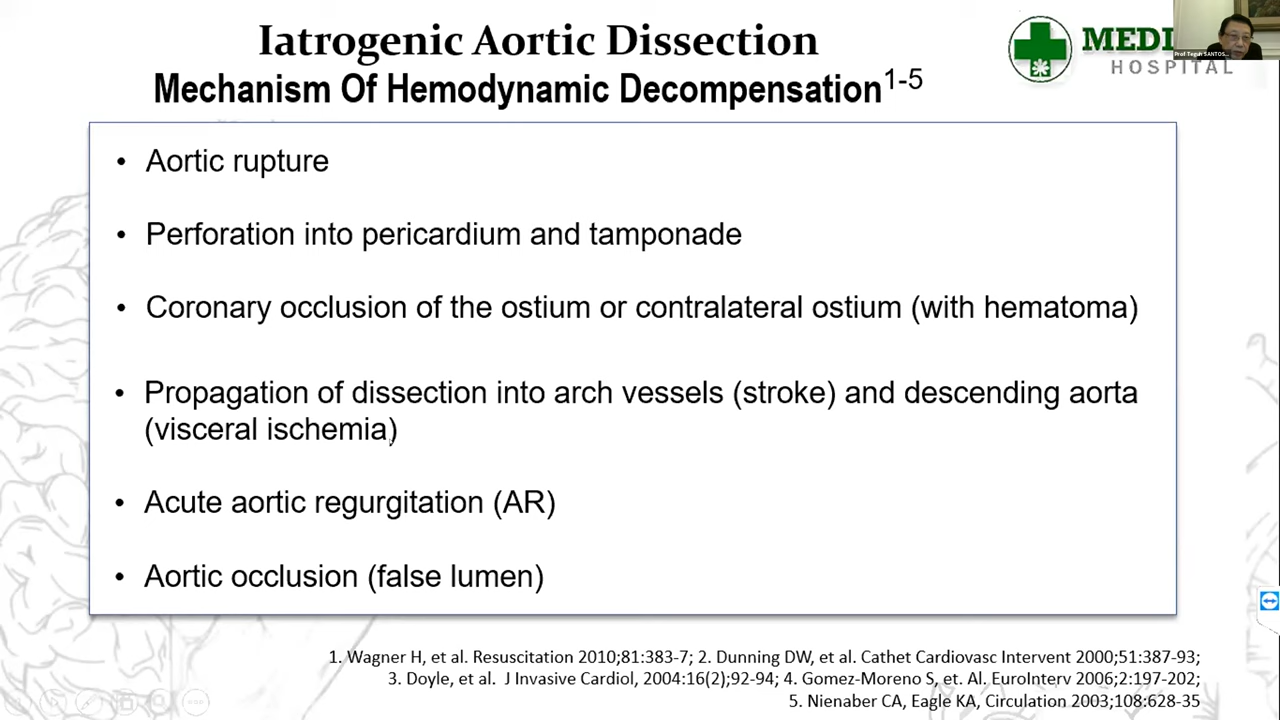 Iatrogenic Aortic Dissection
Mechanism Of Hemodynamic Decompensation1-5
MEDI
HOSPITAL
Prof Teguh SANTOS...
• Aortic rupture
• Perforation into pericardium and tamponade
• Coronary occlusion of the ostium or contralateral ostium (with hematoma)
• Propagation of dissection into arch vessels (stroke) and descending aorta
(visceral ischemia)
• Acute aortic regurgitation (AR)
• Aortic occlusion (false lumen)
1. Wagner H, et al. Resuscitation 2010;81:383-7; 2. Dunning DW, et al. Cathet Cardiovasc Intervent 2000;51:387-93;
3. Doyle, et al. J Invasive Cardiol, 2004:16(2);92-94; 4. Gomez-Moreno S, et. Al. EuroInterv 2006;2:197-202;
5. Nienaber CA, Eagle KA, Circulation 2003;108:628-35